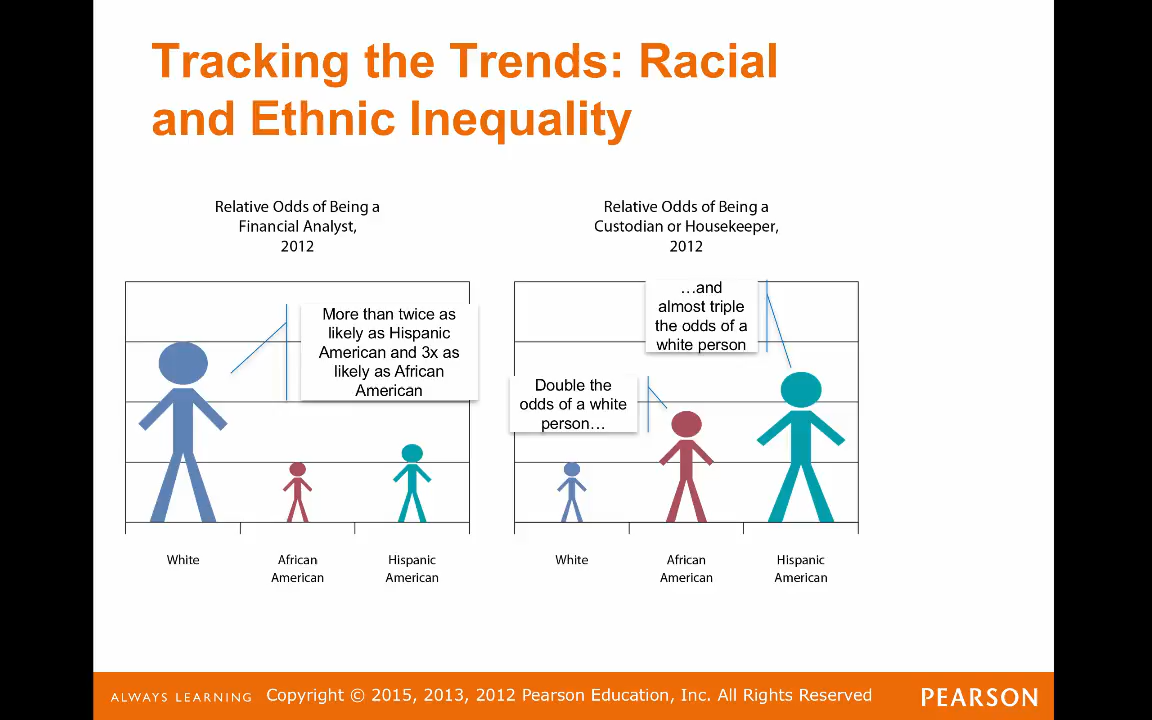 Tracking the Trends: Racial
and Ethnic Inequality
Relative Odds of Being a
Financial Analyst,
2012
More than twice as
likely as Hispanic
American and 3x as
likely as African
American
White
African
American
Hispanic
American
Relative Odds of Being a
Custodian or Housekeeper,
2012
…and
almost triple
the odds of a
white person
Double the
odds of a white
person…
White
African
American
Hispanic
American
ALWAYS LEARNING
Copyright © 2015, 2013, 2012 Pearson Education, Inc. All Rights Reserved
PEARSON